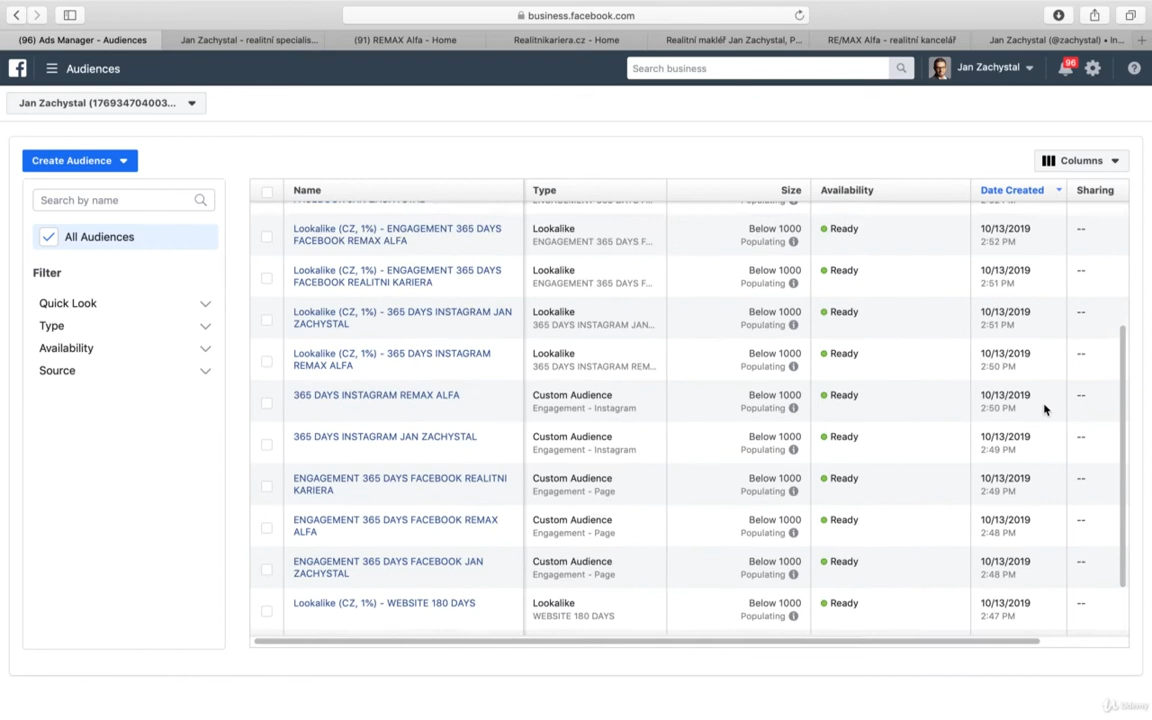 business.facebook.com
(96) Ads Manager - Audiences
Jan Zachystal - realitní specialis...
(91) REMAX Alfa - Home
Realitnikariera.cz - Home
Realitní makléř Jan Zachystal, P...
RE/MAX Alfa - realitní kancelář
Jan Zachystal (@zachystal) • In...
Audiences
Search business
Jan Zachystal
96
Jan Zachystal (176934704003...
Create Audience
Columns
Search by name
All Audiences
Filter
Quick Look
Type
Availability
Source
Name Type Size Availability Date Created Sharing
Lookalike (CZ, 1%) - ENGAGEMENT 365 DAYS Lookalike Below 1000 Ready 10/13/2019 --
FACEBOOK REMAX ALFA ENGAGEMENT 365 DAYS F... Populating 2:52 PM
Lookalike (CZ, 1%) - ENGAGEMENT 365 DAYS Lookalike Below 1000 Ready 10/13/2019 --
FACEBOOK REALITNI KARIERA ENGAGEMENT 365 DAYS F... Populating 2:51 PM
Lookalike (CZ, 1%) - 365 DAYS INSTAGRAM JAN Lookalike Below 1000 Ready 10/13/2019 --
ZACHYSTAL 365 DAYS INSTAGRAM JAN... Populating 2:51 PM
Lookalike (CZ, 1%) - 365 DAYS INSTAGRAM Lookalike Below 1000 Ready 10/13/2019 --
REMAX ALFA 365 DAYS INSTAGRAM REM... Populating 2:50 PM
365 DAYS INSTAGRAM REMAX ALFA Custom Audience Below 1000 Ready 10/13/2019 --
Engagement - Instagram Populating 2:50 PM
365 DAYS INSTAGRAM JAN ZACHYSTAL Custom Audience Below 1000 Ready 10/13/2019 --
Engagement - Instagram Populating 2:49 PM
ENGAGEMENT 365 DAYS FACEBOOK REALITNI Custom Audience Below 1000 Ready 10/13/2019 --
KARIERA Engagement - Page Populating 2:49 PM
ENGAGEMENT 365 DAYS FACEBOOK REMAX Custom Audience Below 1000 Ready 10/13/2019 --
ALFA Engagement - Page Populating 2:48 PM
ENGAGEMENT 365 DAYS FACEBOOK JAN Custom Audience Below 1000 Ready 10/13/2019 --
ZACHYSTAL Engagement - Page Populating 2:48 PM
Lookalike (CZ, 1%) - WEBSITE 180 DAYS Lookalike Below 1000 Ready 10/13/2019 --
WEBSITE 180 DAYS Populating 2:47 PM
Udemy